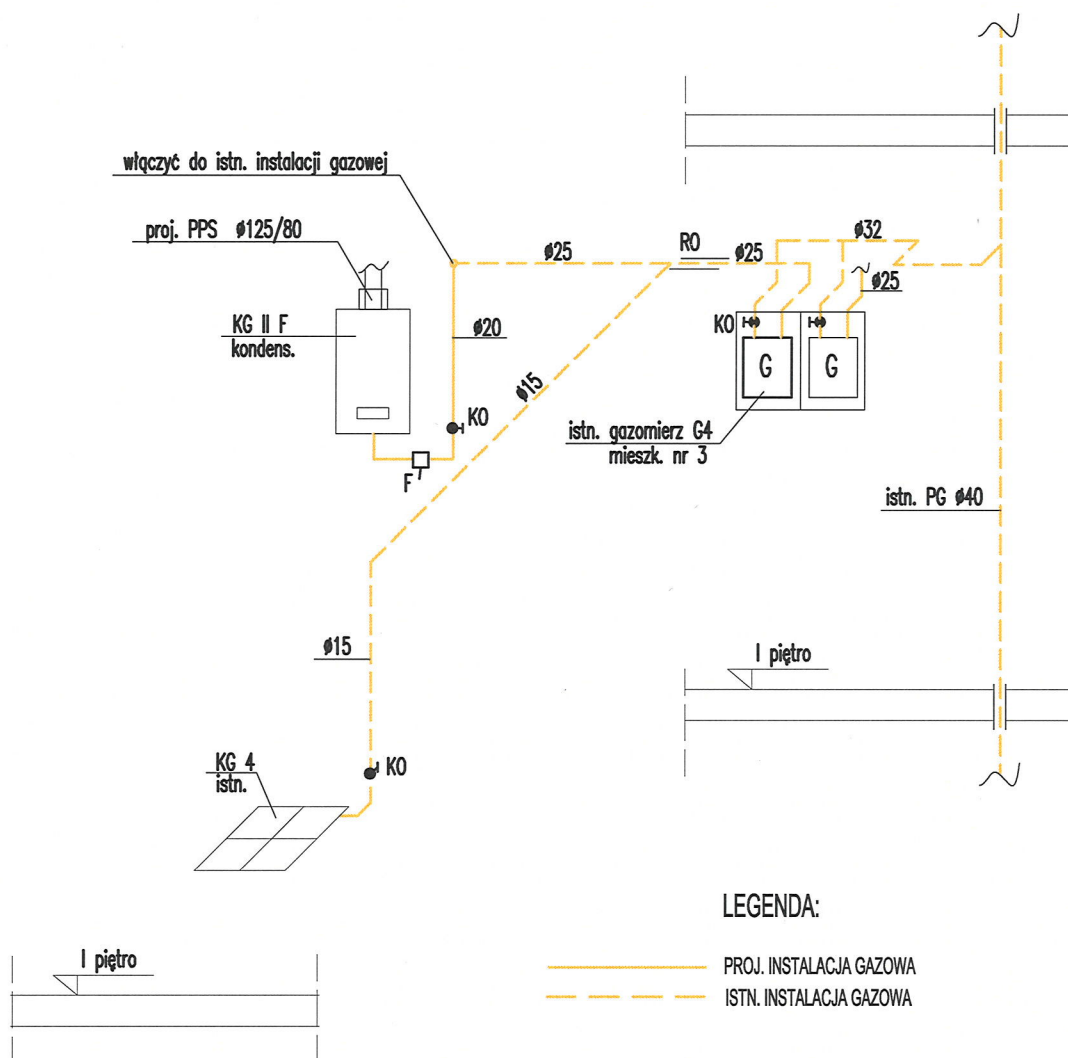 włączyć do istn. instalacji gazowej
proj. PPS ø125/80
KG II F
kondens.
ø25
RO
ø25
ø32
ø25
ø20
KO
F
ø15
KO
G
G
istn. gazomierz G4
mieszk. nr 3
istn. PG ø40
ø15
I piętro
KG 4
istn.
KO
I piętro
LEGENDA:
PROJ. INSTALACJA GAZOWA
ISTN. INSTALACJA GAZOWA